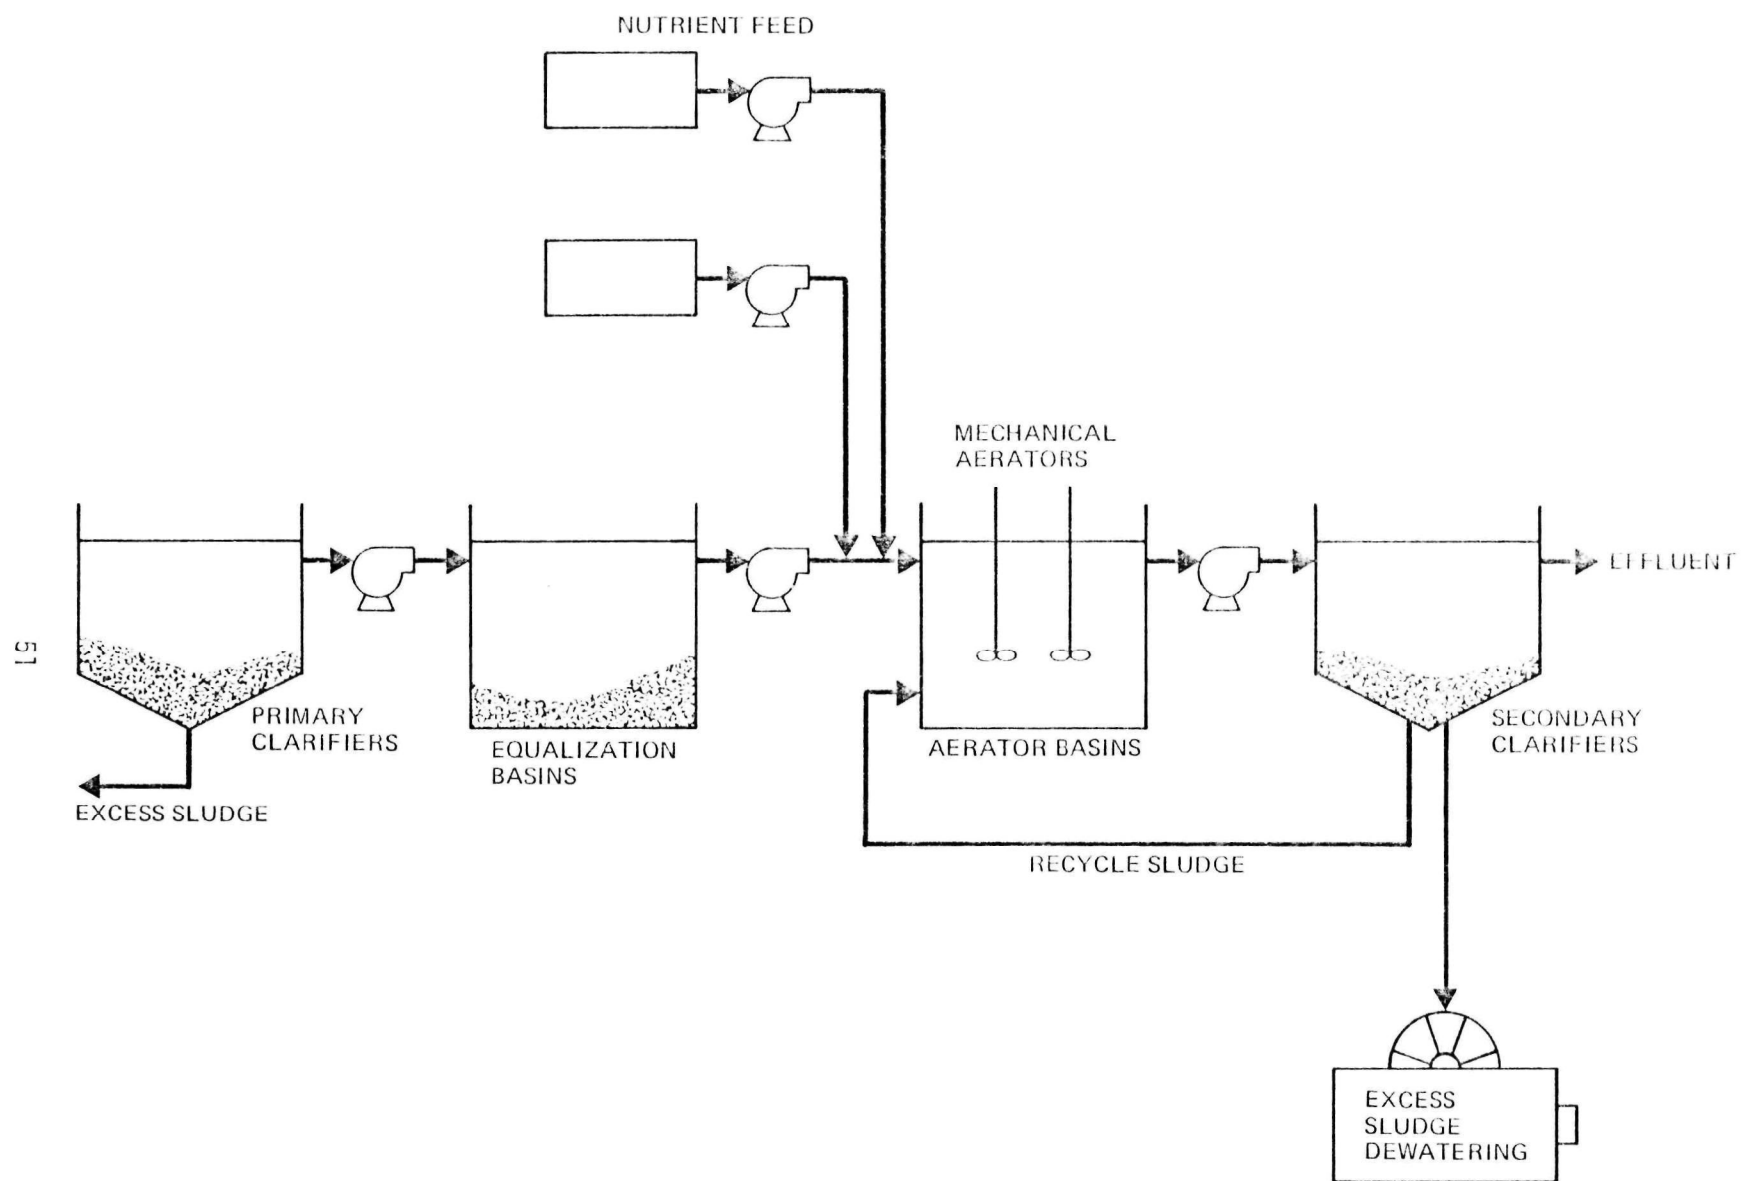 NUTRIENT FEED
MECHANICAL
AERATORS
EFFLUENT
PRIMARY
CLARIFIERS
EQUALIZATION
BASINS
AERATOR BASINS
SECONDARY
CLARIFIERS
EXCESS SLUDGE
RECYCLE SLUDGE
EXCESS
SLUDGE
DEWATERING
51